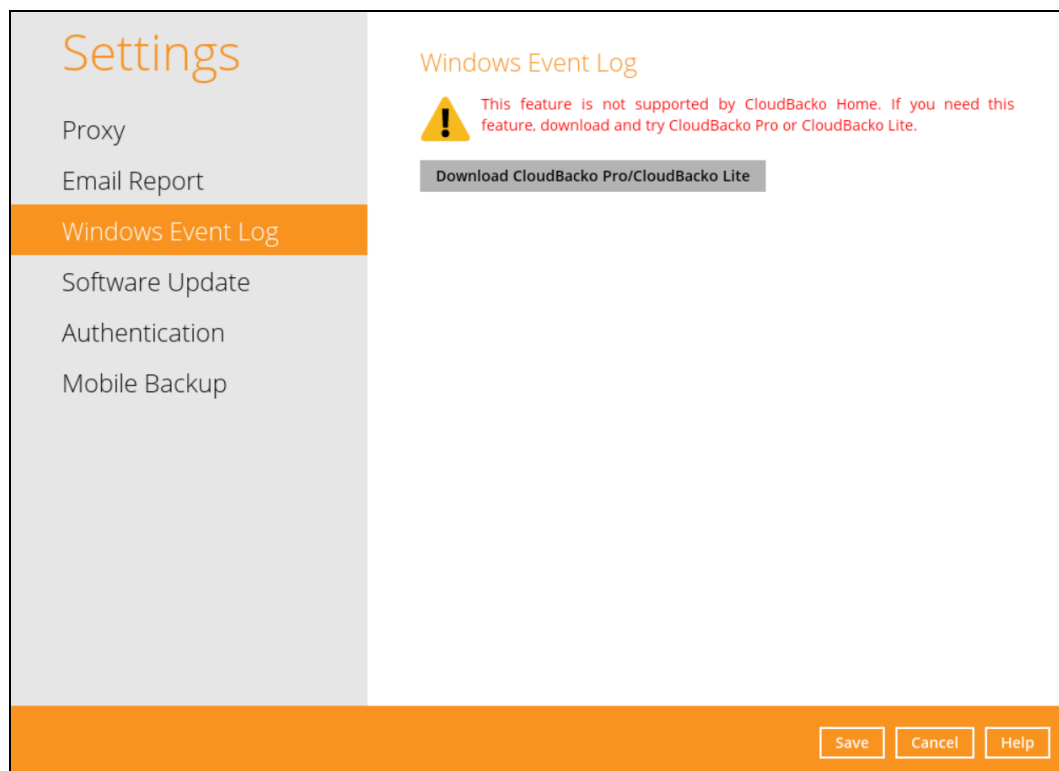 Settings
Proxy
Email Report
Windows Event Log
Software Update
Authentication
Mobile Backup
Windows Event Log
This feature is not supported by CloudBacko Home. If you need this
feature, download and try CloudBacko Pro or CloudBacko Lite.
Download CloudBacko Pro/CloudBacko Lite
Save
Cancel
Help